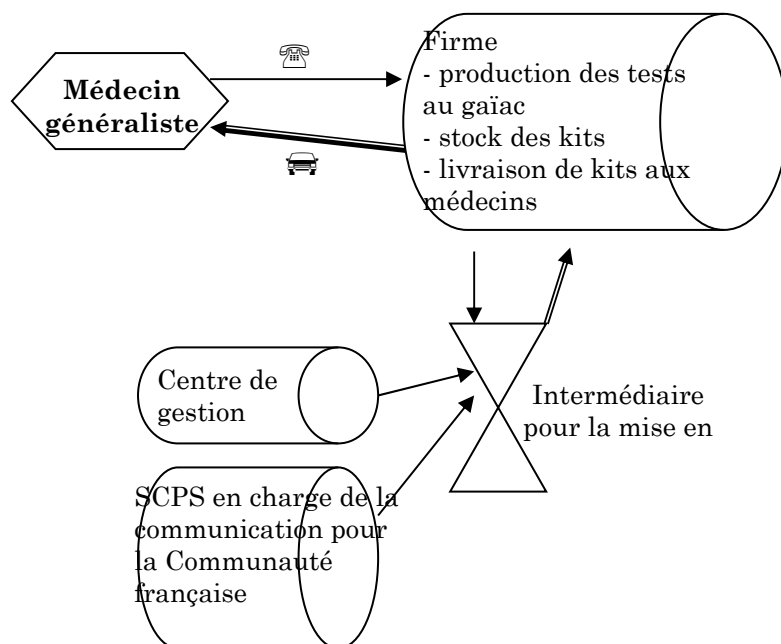 Médecin
généraliste
Firme
- production des tests
au gaïac
- stock des kits
- livraison de kits aux
médecins
Centre de
gestion
Intermédiaire
pour la mise en
SCPS en charge de la
communication pour
la Communauté
française